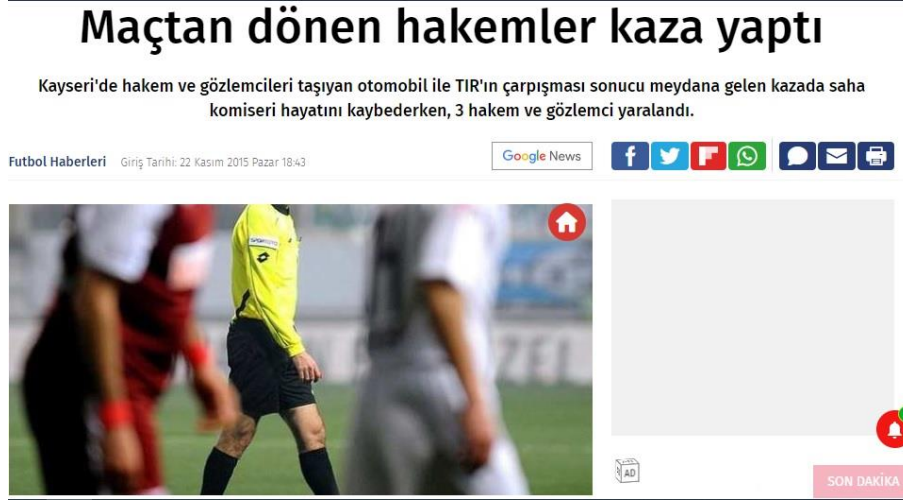 Maçtan dönen hakemler kaza yaptı
Kayseri'de hakem ve gözlemcileri taşıyan otomobil ile TIR'ın çarpışması sonucu meydana gelen kazada saha
komiseri hayatını kaybederken, 3 hakem ve gözlemci yaralandı.
Futbol Haberleri Giriş Tarihi: 22 Kasım 2015 Pazar 18:43
Google News
AD
SON DAKİKA